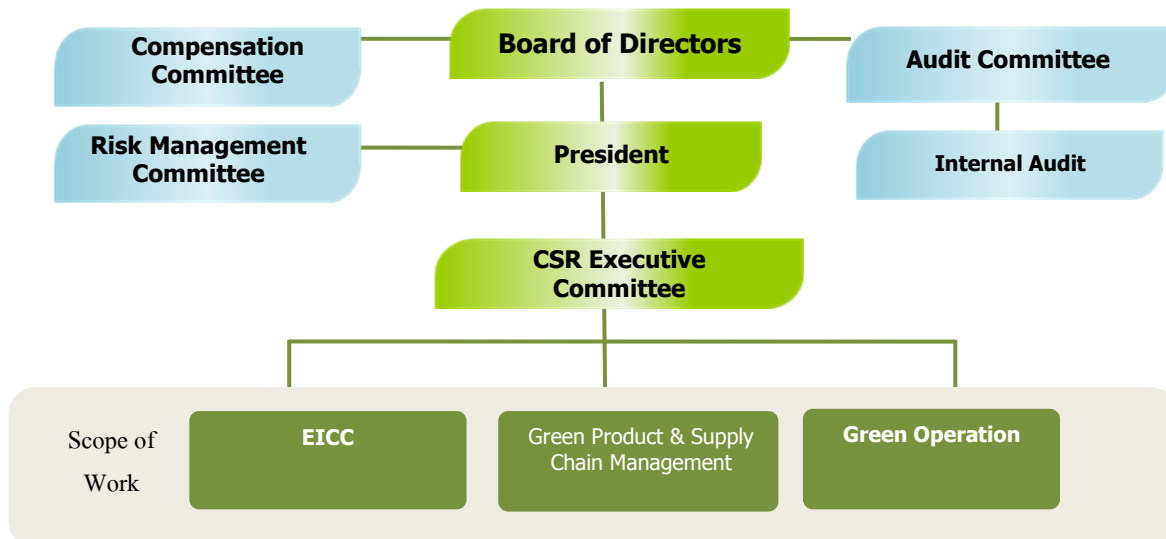 Compensation
Committee
Board of Directors
Audit Committee
Risk Management
Committee
President
Internal Audit
CSR Executive
Committee
Scope of
Work
EICC
Green Product & Supply
Chain Management
Green Operation